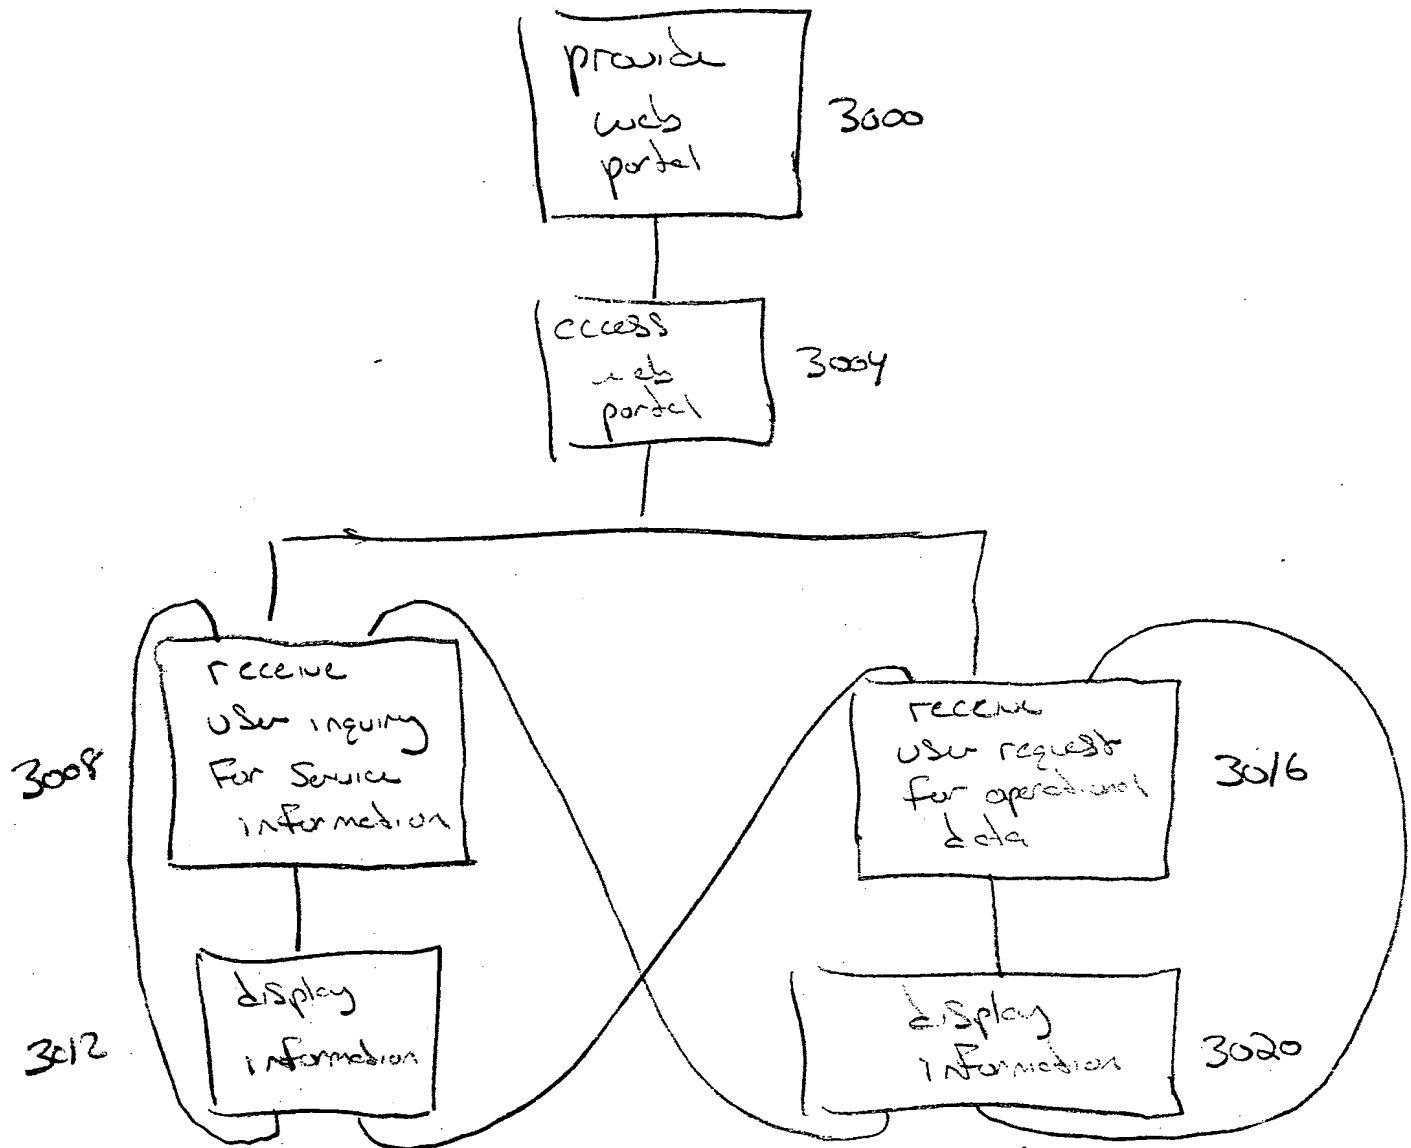 provide
web
portal
3000
access
web
portal
3004
receive
user inquiry
For Service
information
3008
display
information
3012
receive
user request
for operational
data
3016
display
information
3020